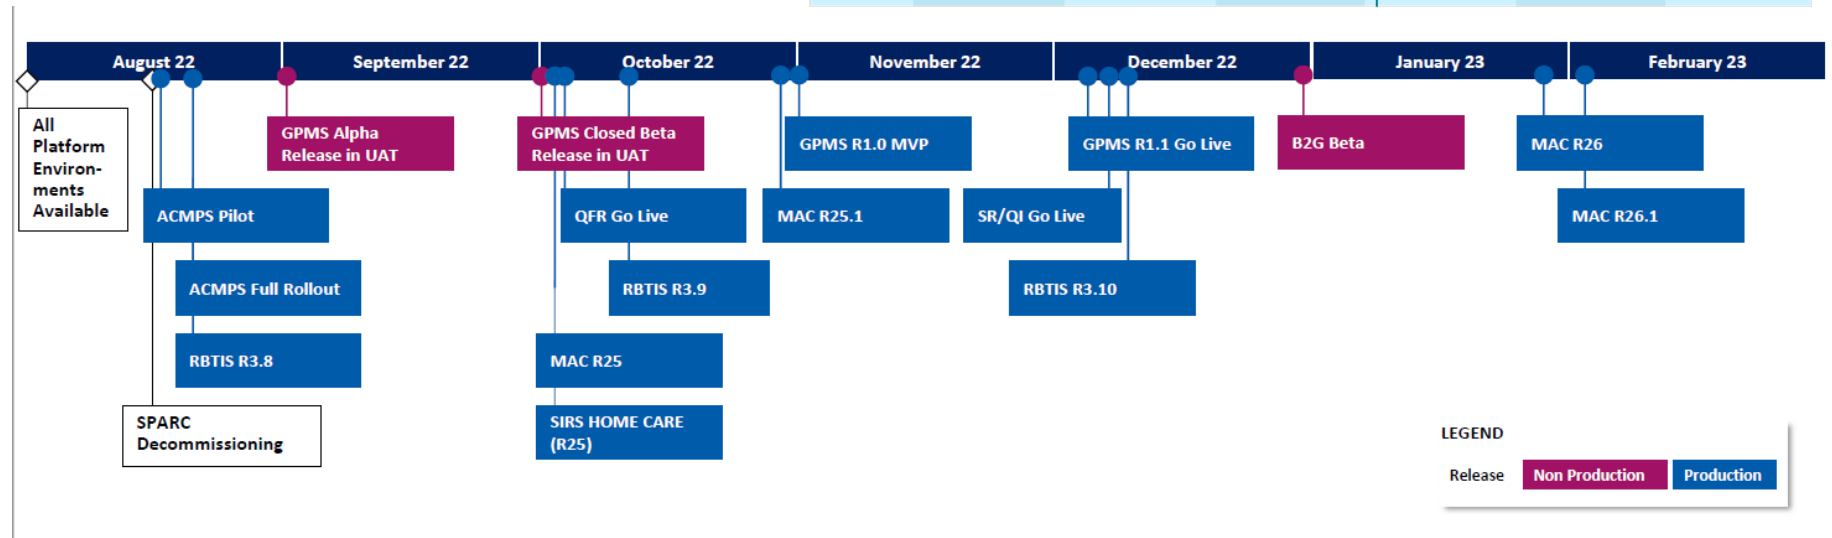 August 22
September 22
October 22
November 22
December 22
January 23
February 23
All
Platform
Environ-
ments
Available
GPMS Alpha
Release in UAT
GPMS Closed Beta
Release in UAT
GPMS R1.0 MVP
GPMS R1.1 Go Live
B2G Beta
MAC R26
ACMPS Pilot
QFR Go Live
MAC R25.1
SR/QI Go Live
MAC R26.1
ACMPS Full Rollout
RBTIS R3.9
RBTIS R3.10
RBTIS R3.8
MAC R25
SPARC
Decommissioning
SIRS HOME CARE
(R25)
LEGEND
Release
Non Production
Production